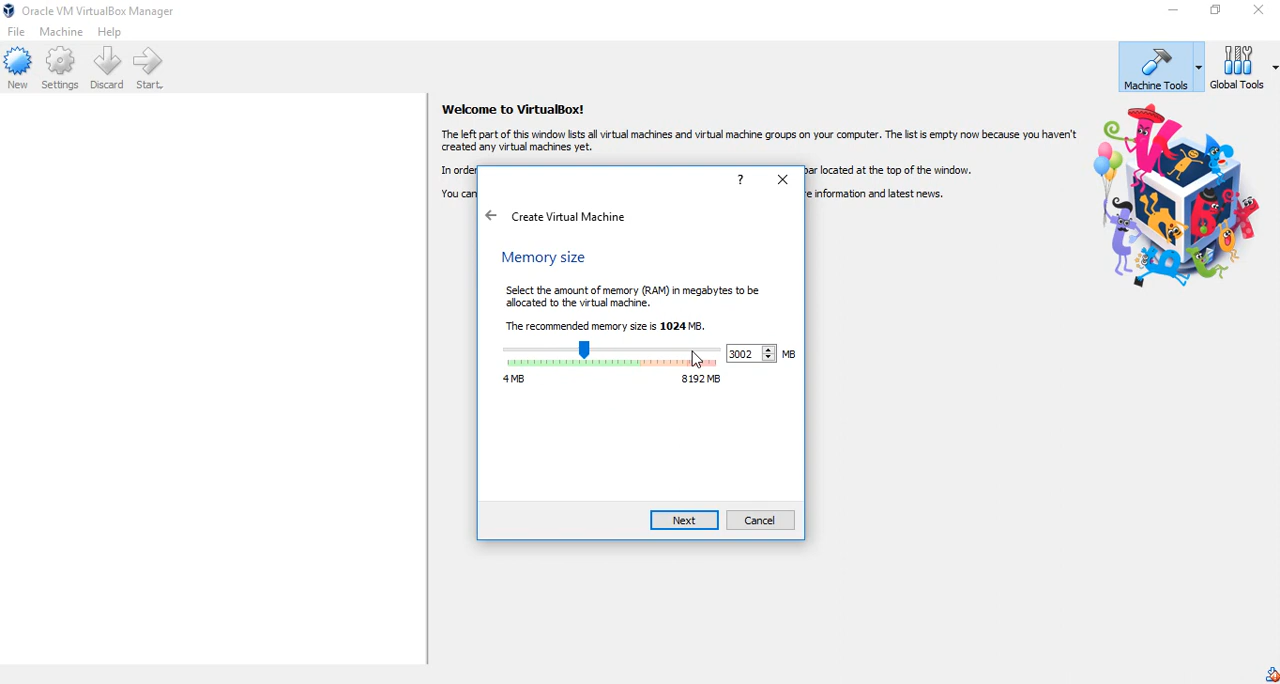 Oracle VM VirtualBox Manager
File Machine Help
New Settings Discard Start
Machine Tools Global Tools
Welcome to VirtualBox!
The left part of this window lists all virtual machines and virtual machine groups on your computer. The list is empty now because you haven't
created any virtual machines yet.
In order
bar located at the top of the window.
You can
e information and latest news.
?
Create Virtual Machine
Memory size
Select the amount of memory (RAM) in megabytes to be
allocated to the virtual machine.
The recommended memory size is 1024 MB.
3002 MB
4 MB 8192 MB
Next Cancel